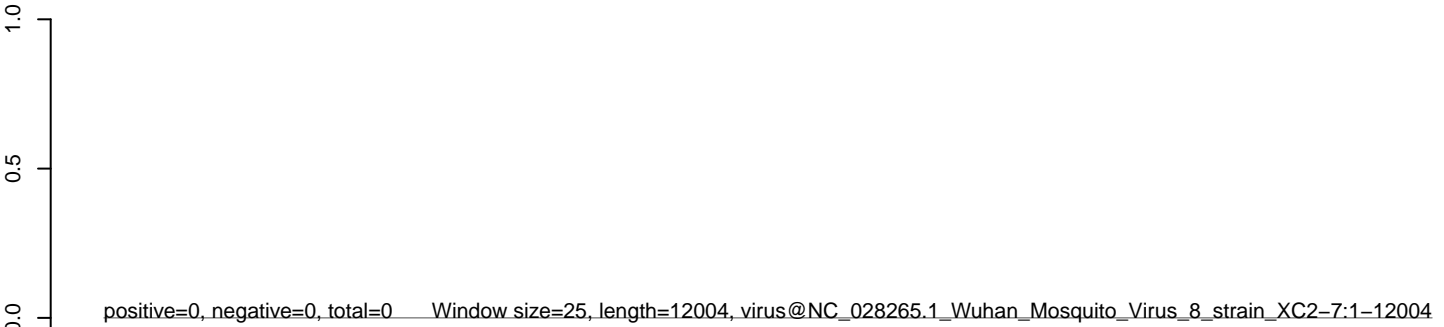 1.0
0.5
0.0
positive=0, negative=0, total=0 Window size=25, length=12004, virus@NC_028265.1_Wuhan_Mosquito_Virus_8_strain_XC2−7:1−12004